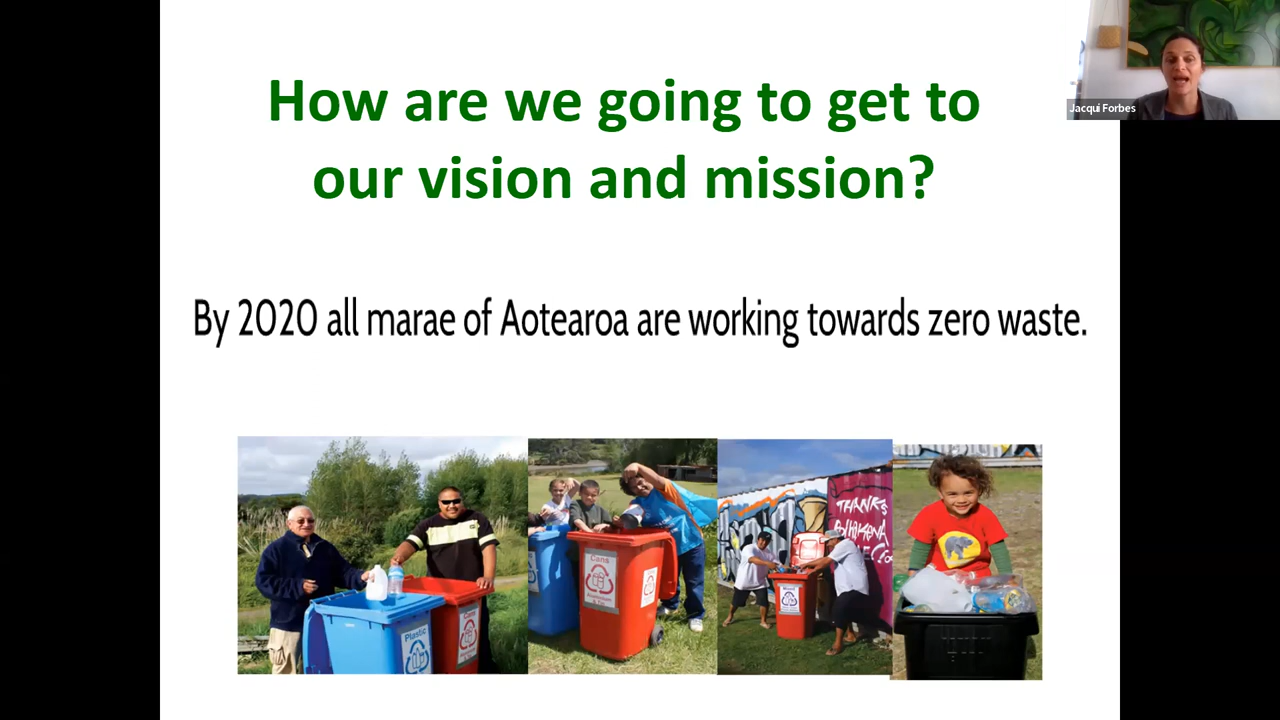 How are we going to get to
our vision and mission?
Jacqui Forbes
By 2020 all marae of Aotearoa are working towards zero waste.
Plastic
Cans
Cans
THANKS